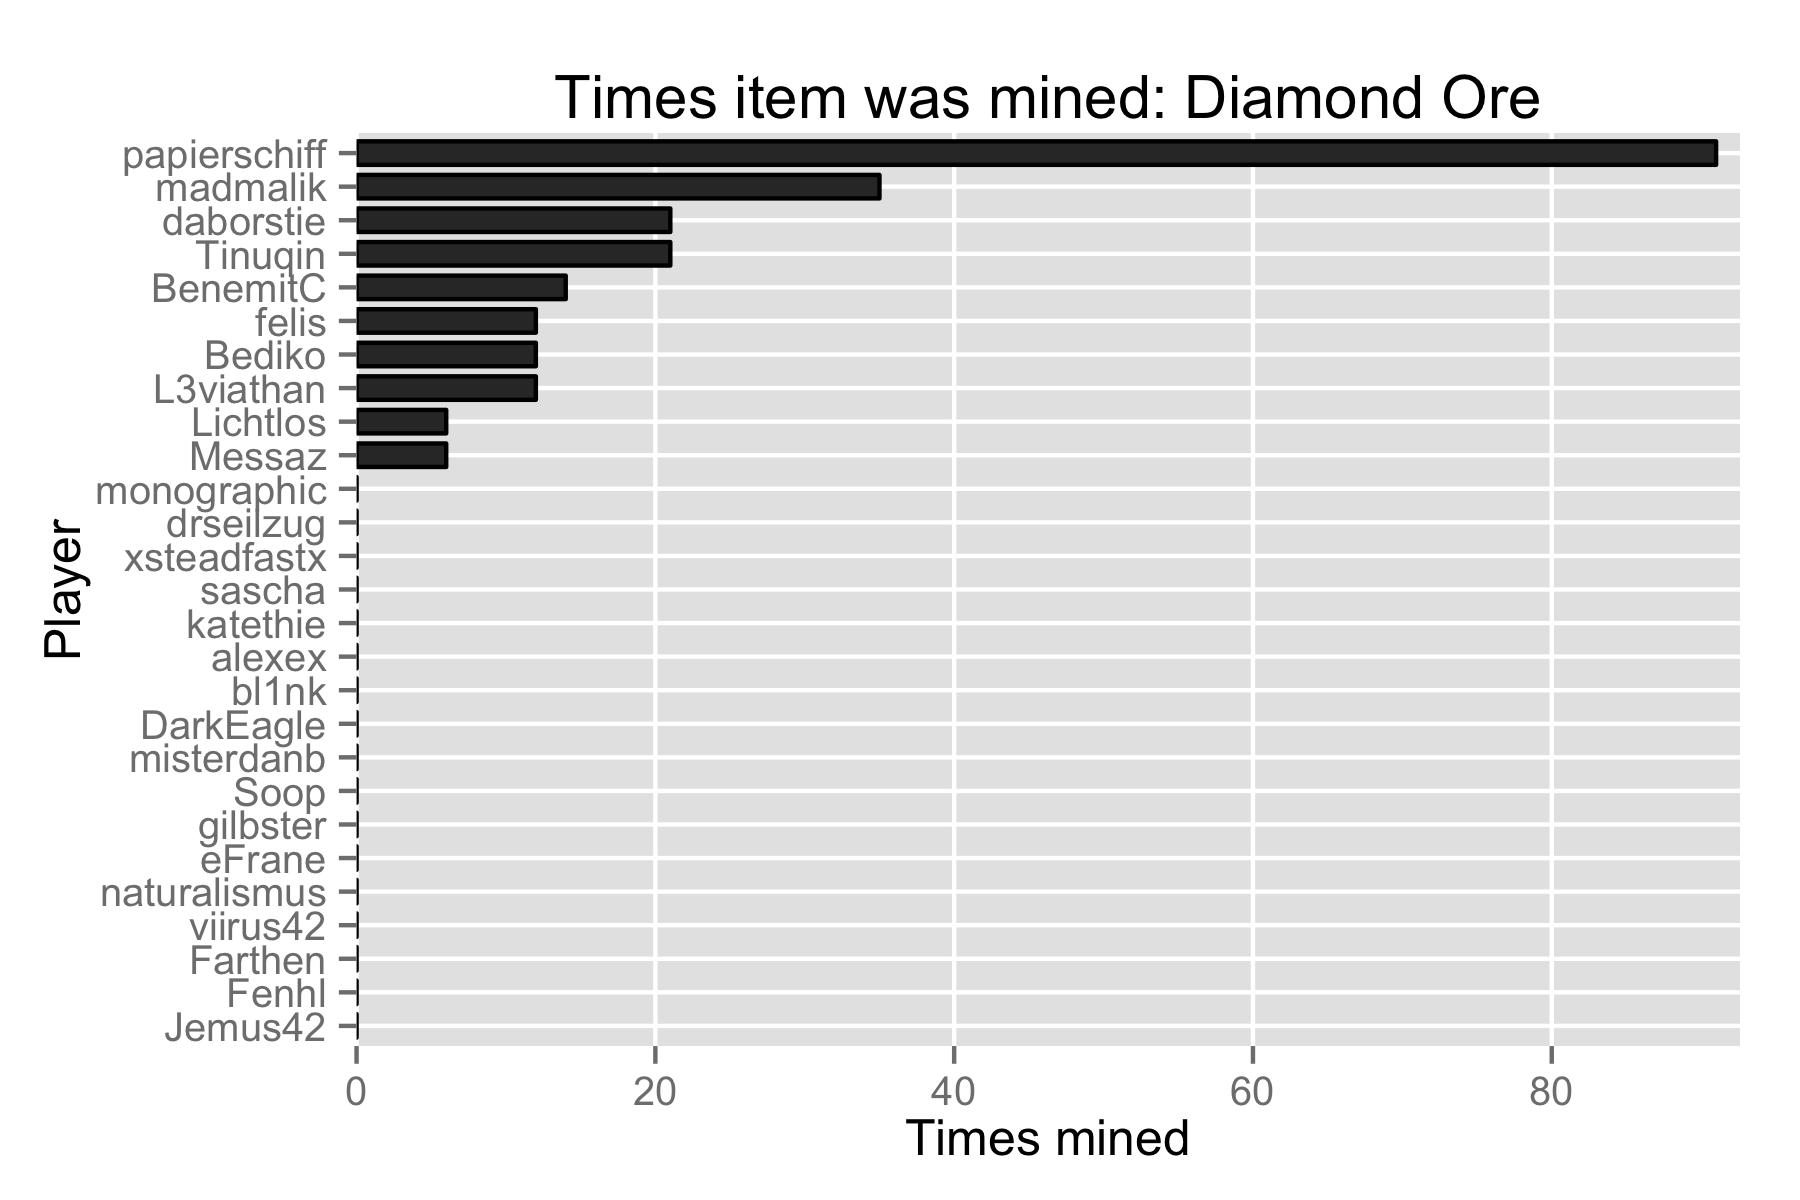 Times item was mined: Diamond Ore
papierschiff
madmalik
daborstie
Tinuqin
BenemitC
felis
Bediko
L3viathan
Lichtlos
Messaz
monographic
drseilzug
xsteadfastx
sascha
katethie
alexex
bl1nk
DarkEagle
misterdanb
Soop
gilbster
eFrane
naturalismus
viirus42
Farthen
Fenhl
Jemus42
Player
0 20 40 60 80
Times mined